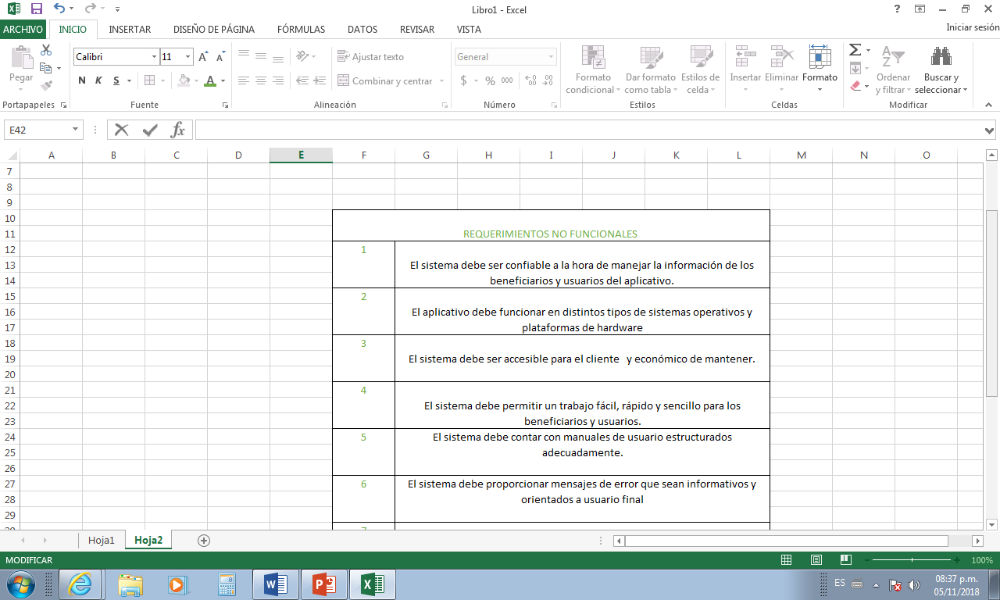 Libro1 - Excel
ARCHIVO INICIO INSERTAR DISEÑO DE PÁGINA FÓRMULAS DATOS REVISAR VISTA Iniciar sesión
Calibri 11 Ajustar texto General
Pegar N K S A Combinar y centrar $ % 000 Formato condicional Dar formato como tabla Estilos de celda Insertar Eliminar Formato Ordenar y filtrar Buscar y seleccionar
Portapapeles Fuente Alineación Número Estilos Celdas Modificar
E42 fx
A B C D E F G H I J K L M N O
7
8
9
10
11 REQUERIMIENTOS NO FUNCIONALES
12 1
13 El sistema debe ser confiable a la hora de manejar la información de los
14 beneficiarios y usuarios del aplicativo.
15 2
16 El aplicativo debe funcionar en distintos tipos de sistemas operativos y
17 plataformas de hardware
18 3
19 El sistema debe ser accesible para el cliente y económico de mantener.
20
21 4
22 El sistema debe permitir un trabajo fácil, rápido y sencillo para los
23 beneficiarios y usuarios.
24 5 El sistema debe contar con manuales de usuario estructurados
25 adecuadamente.
26
27 6 El sistema debe proporcionar mensajes de error que sean informativos y
28 orientados a usuario final
29
30 7
Hoja1 Hoja2
MODIFICAR 100%
ES 08:37 p.m.
05/11/2018